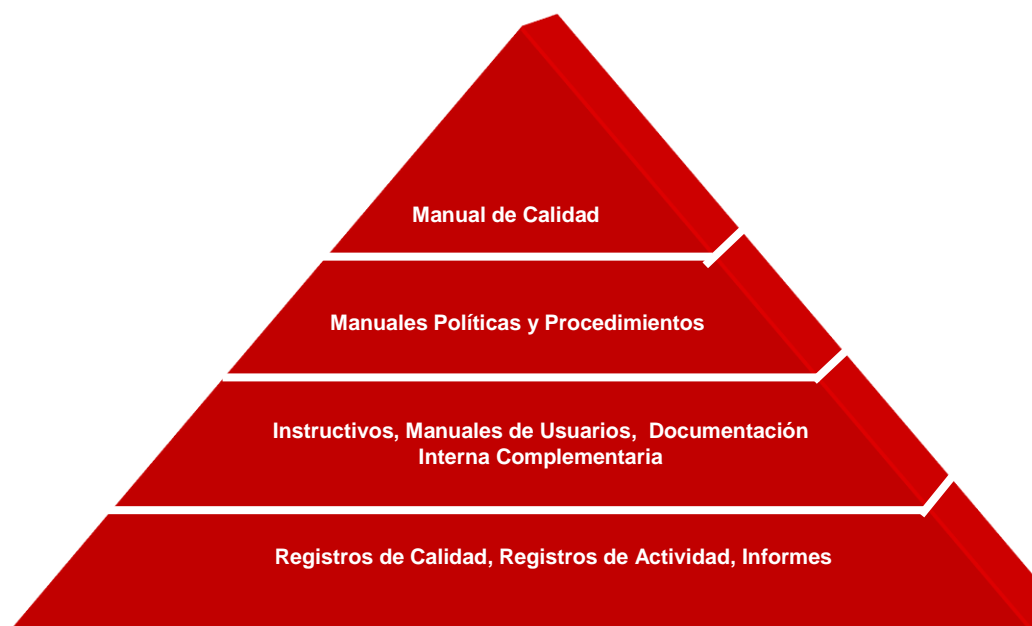 Manual de Calidad
Manuales Políticas y Procedimientos
Instructivos, Manuales de Usuarios, Documentación
Interna Complementaria
Registros de Calidad, Registros de Actividad, Informes